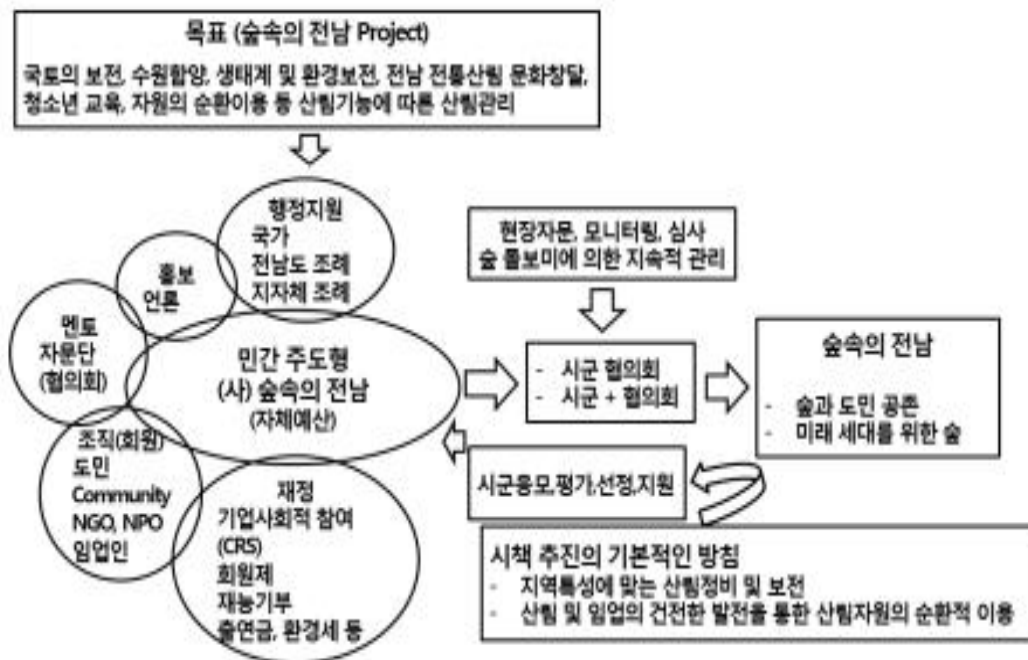 목표 (숲속의 전남 Project)
국토의 보전, 수원함양, 생태계 및 환경보전, 전남 전통산림 문화창달,
청소년 교육, 자원의 순환이용 등 산림기능에 따른 산림관리
행정지원
국가
전남도 조례
지자체 조례
홍보
언론
멘토
자문단
(협의회)
민간 주도형
(사) 숲속의 전남
(자체예산)
조직(회원)
도민
Community
NGO, NPO
임업인
재정
기업사회적 참여
(CRS)
회원제
재능기부
출연금, 환경세 등
현장자문, 모니터링, 심사
숲 돌보미에 의한 지속적 관리
- 시군 협의회
- 시군 + 협의회
숲속의 전남
- 숲과 도민 공존
- 미래 세대를 위한 숲
시군응모,평가,선정,지원
시책 추진의 기본적인 방침
- 지역특성에 맞는 산림정비 및 보전
- 산림 및 임업의 건전한 발전을 통한 산림자원의 순환적 이용